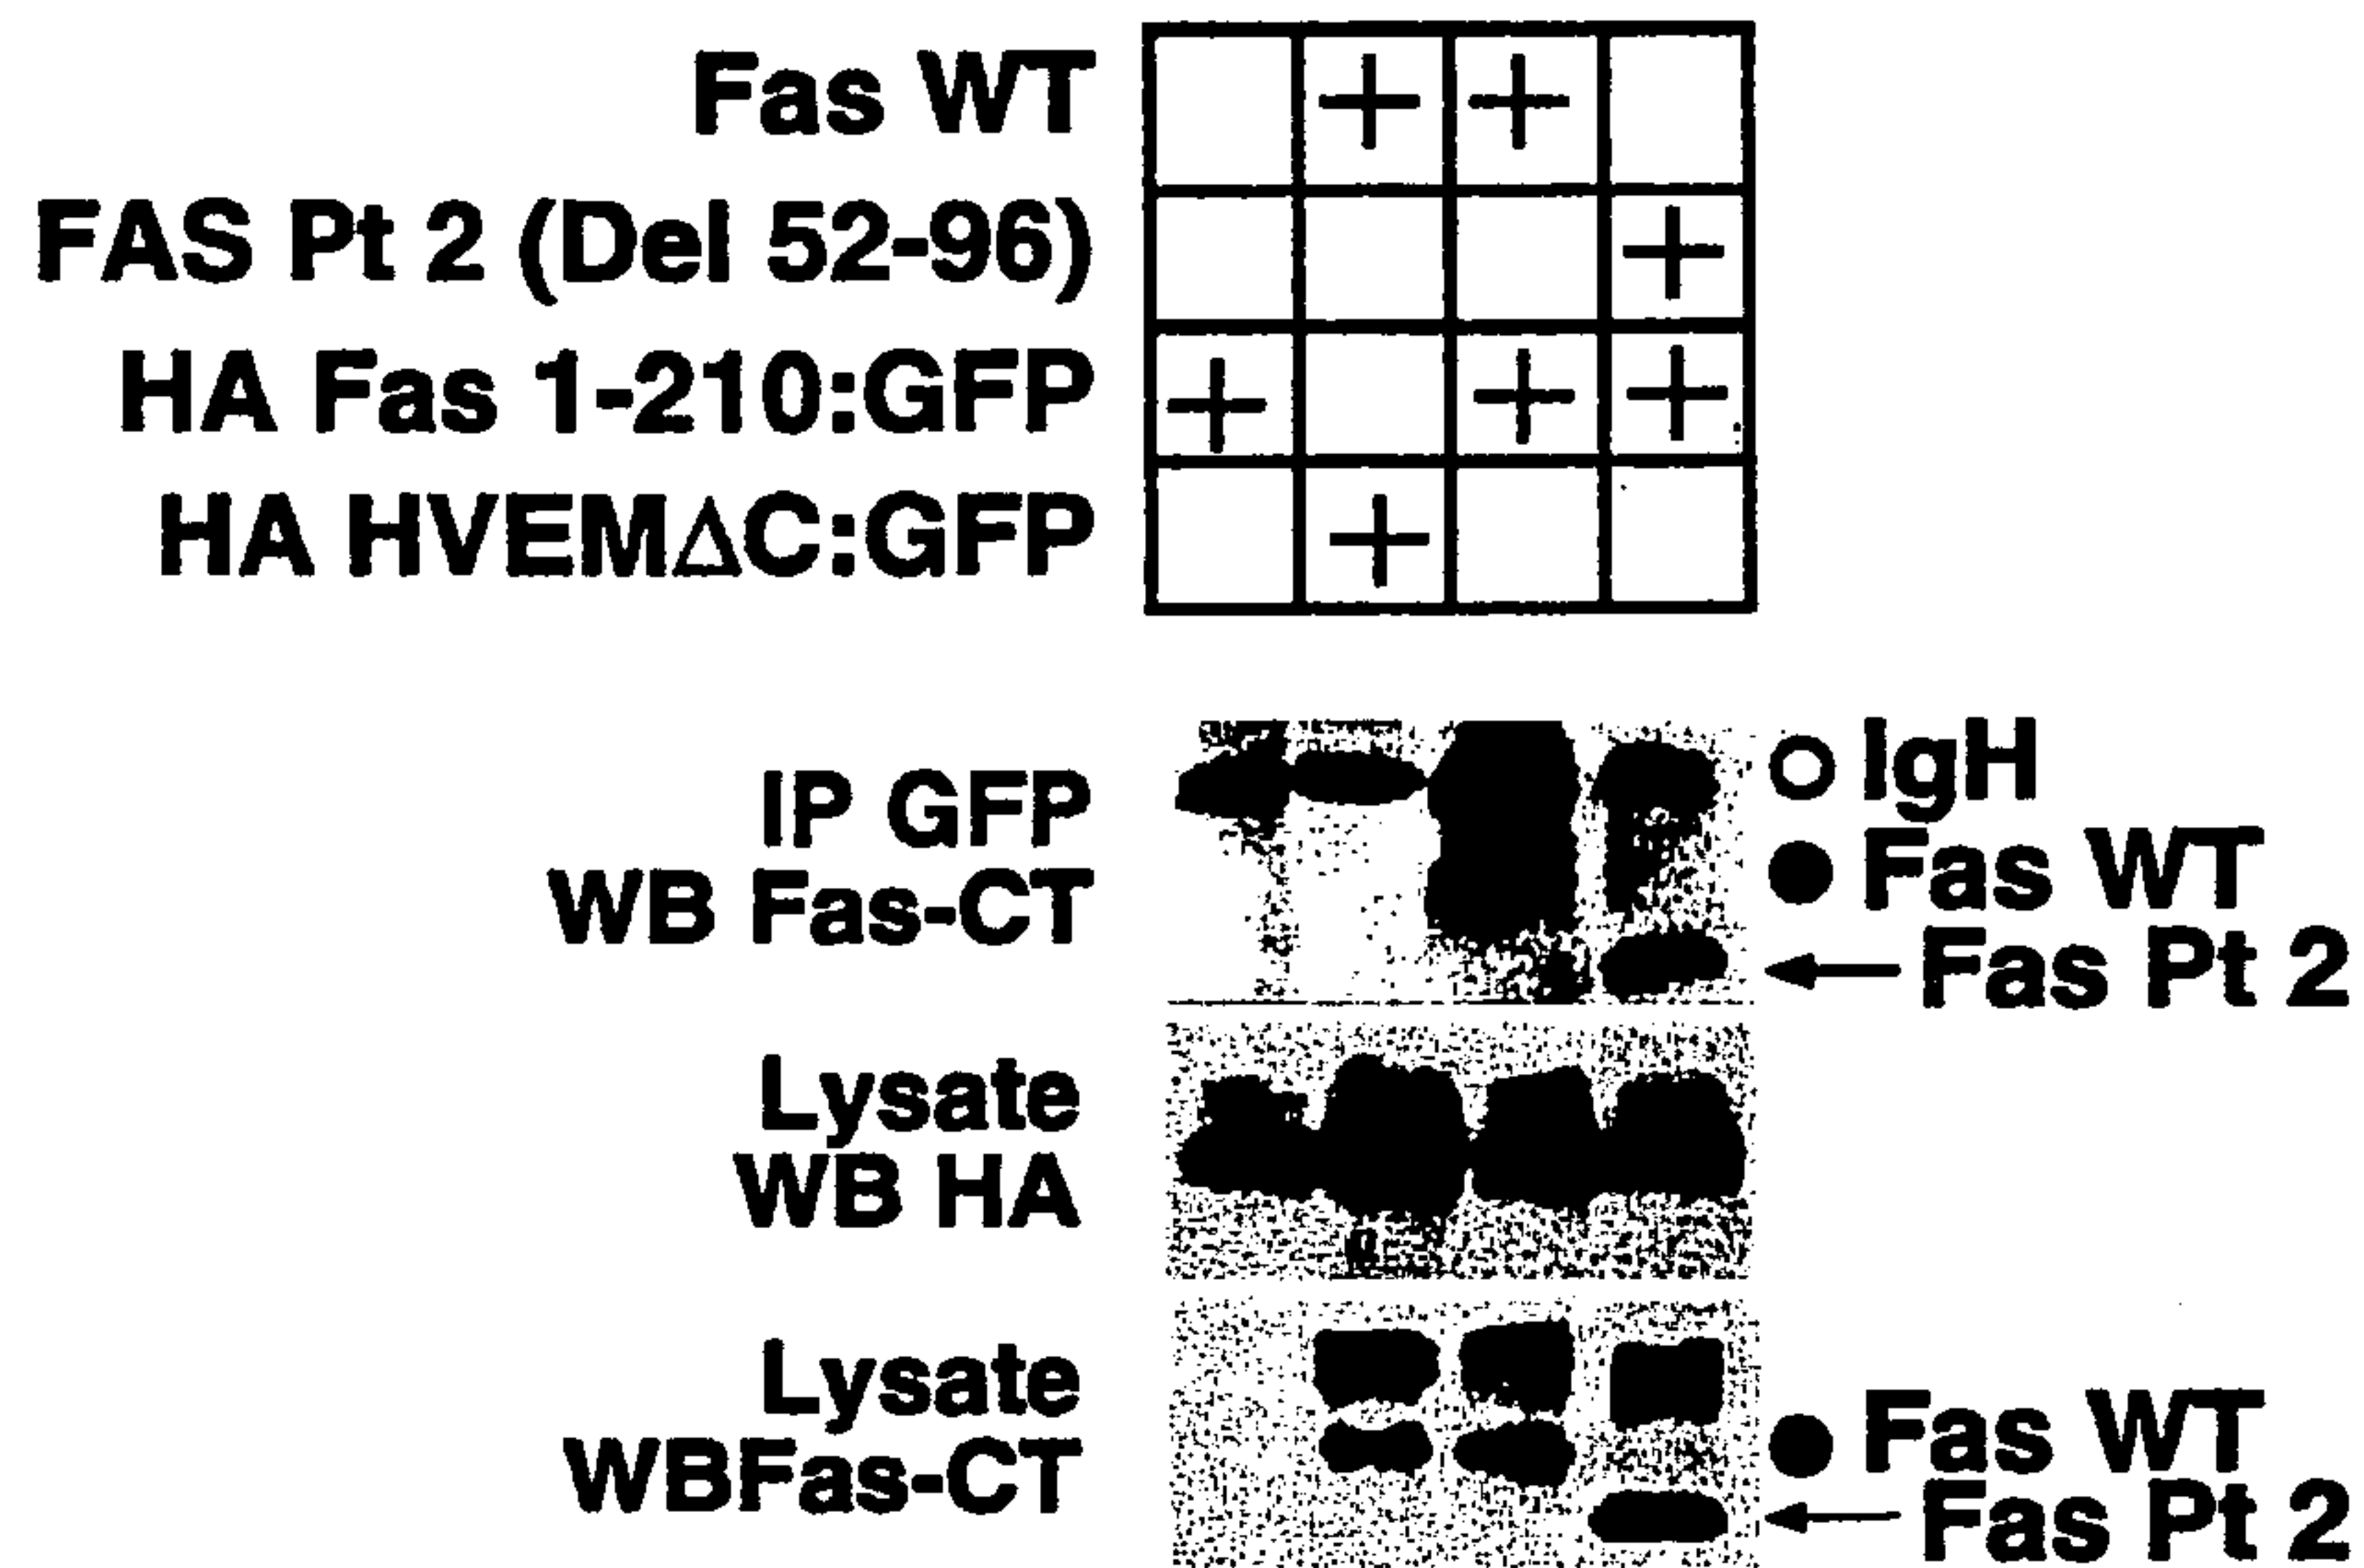 Fas WT
+ +
FAS Pt 2 (Del 52-96)
+
HA Fas 1-210:GFP
+ + +
HA HVEM△C:GFP
+
IP GFP
WB Fas-CT
IgH
Fas WT
Fas Pt 2
Lysate
WB HA
Lysate
WBFas-CT
Fas WT
Fas Pt 2